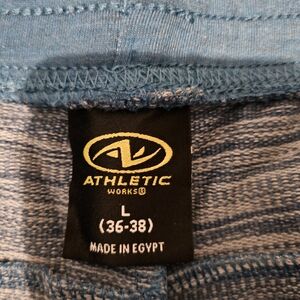 ATHLETIC
WORKS®
L
(36-38)
MADE IN EGYPT